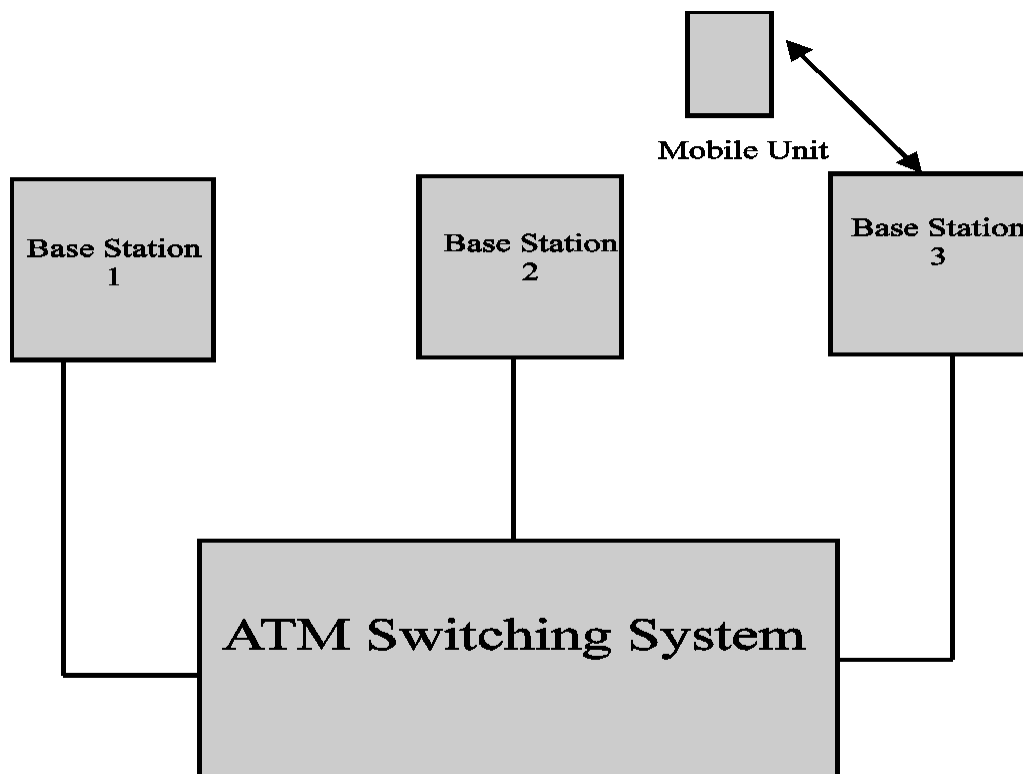 Mobile Unit
Base Station
1
Base Station
2
Base Station
3
ATM Switching System